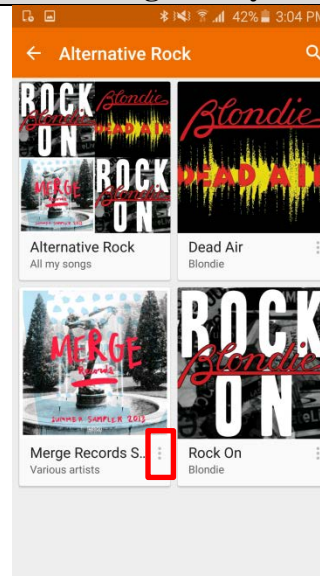 42% 3:04 PM
Alternative Rock
ROCK
ON
Blondie
DEAD AIR
MERGE
Records
ROCK
ON
Blondie
DEAD AIR
Alternative Rock
All my songs
Dead Air
Blondie
MERGE
Records
SUMMER SAMPLER 2013
ROCK
Blondie
ON
Merge Records S..
Various artists
Rock On
Blondie